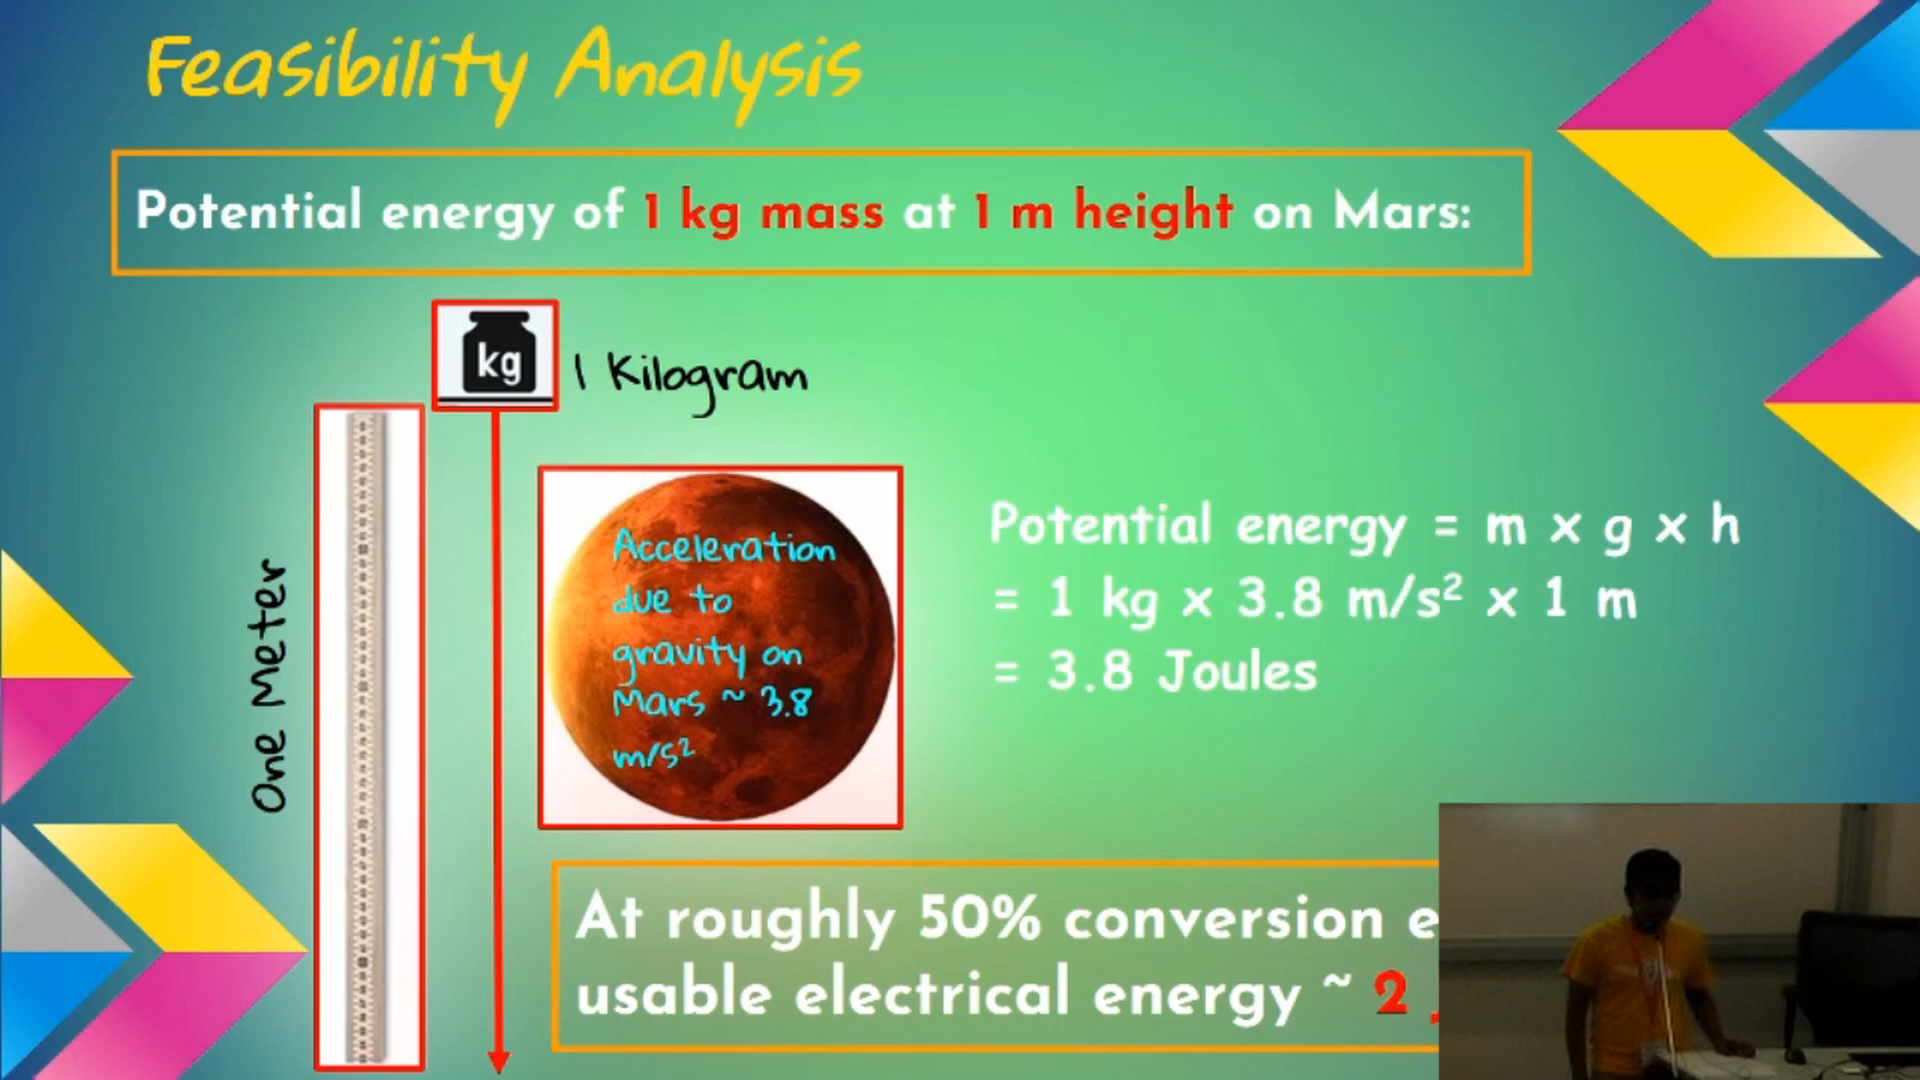 Feasibility Analysis
Potential energy of 1 kg mass at 1 m height on Mars:
kg
1 Kilogram
One Meter
Acceleration
due to
gravity on
Mars ~ 3.8
m/s²
Potential energy = m x g x h
= 1 kg x 3.8 m/s² x 1 m
= 3.8 Joules
At roughly 50% conversion
usable electrical energy ~ 2